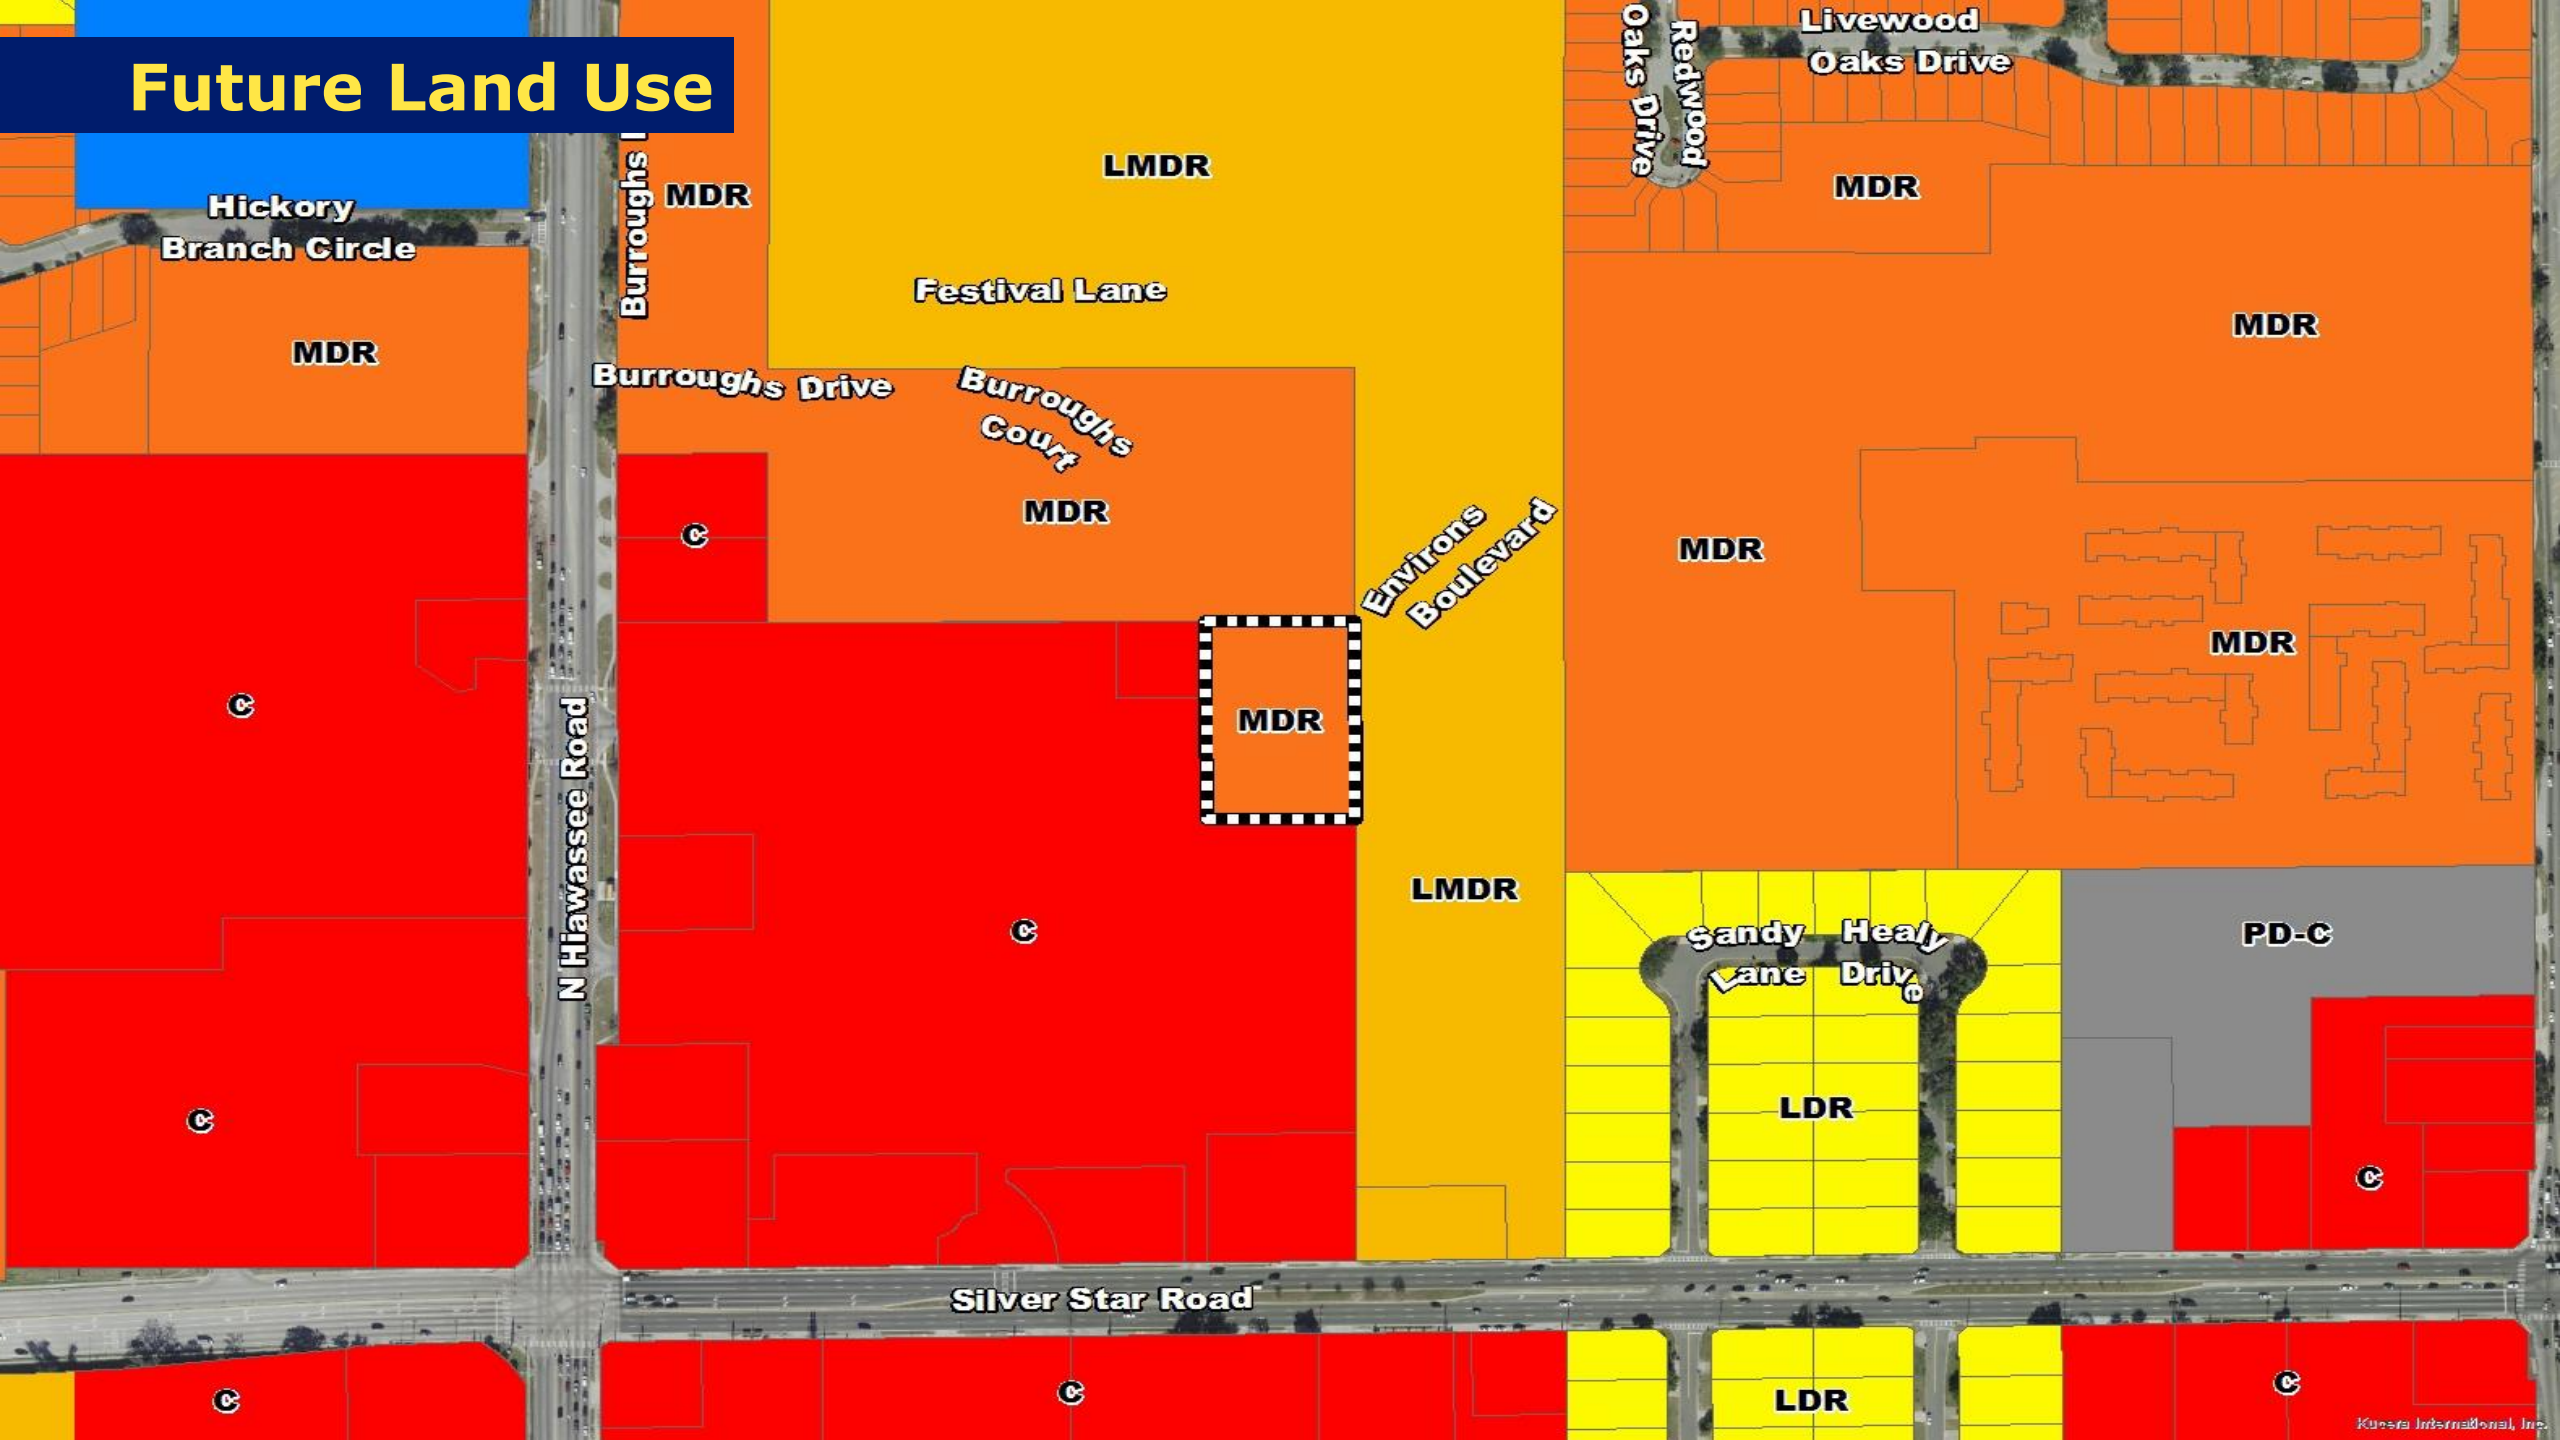 Future Land Use
Livewood
Oaks Drive
Redwood
Oaks Drive
LMDR
MDR
MDR
Burroughs
Hickory
Branch Circle
Festival Lane
MDR
MDR
Burroughs Drive
Burroughs
Court
MDR
C
Environs
Boulevard
MDR
MDR
C
MDR
N Hiawassee Road
LMDR
C
Sandy
Lane
Healy
Drive
PD-C
LDR
C
C
Silver Star Road
C
C
LDR
C
Kucera International, Inc.